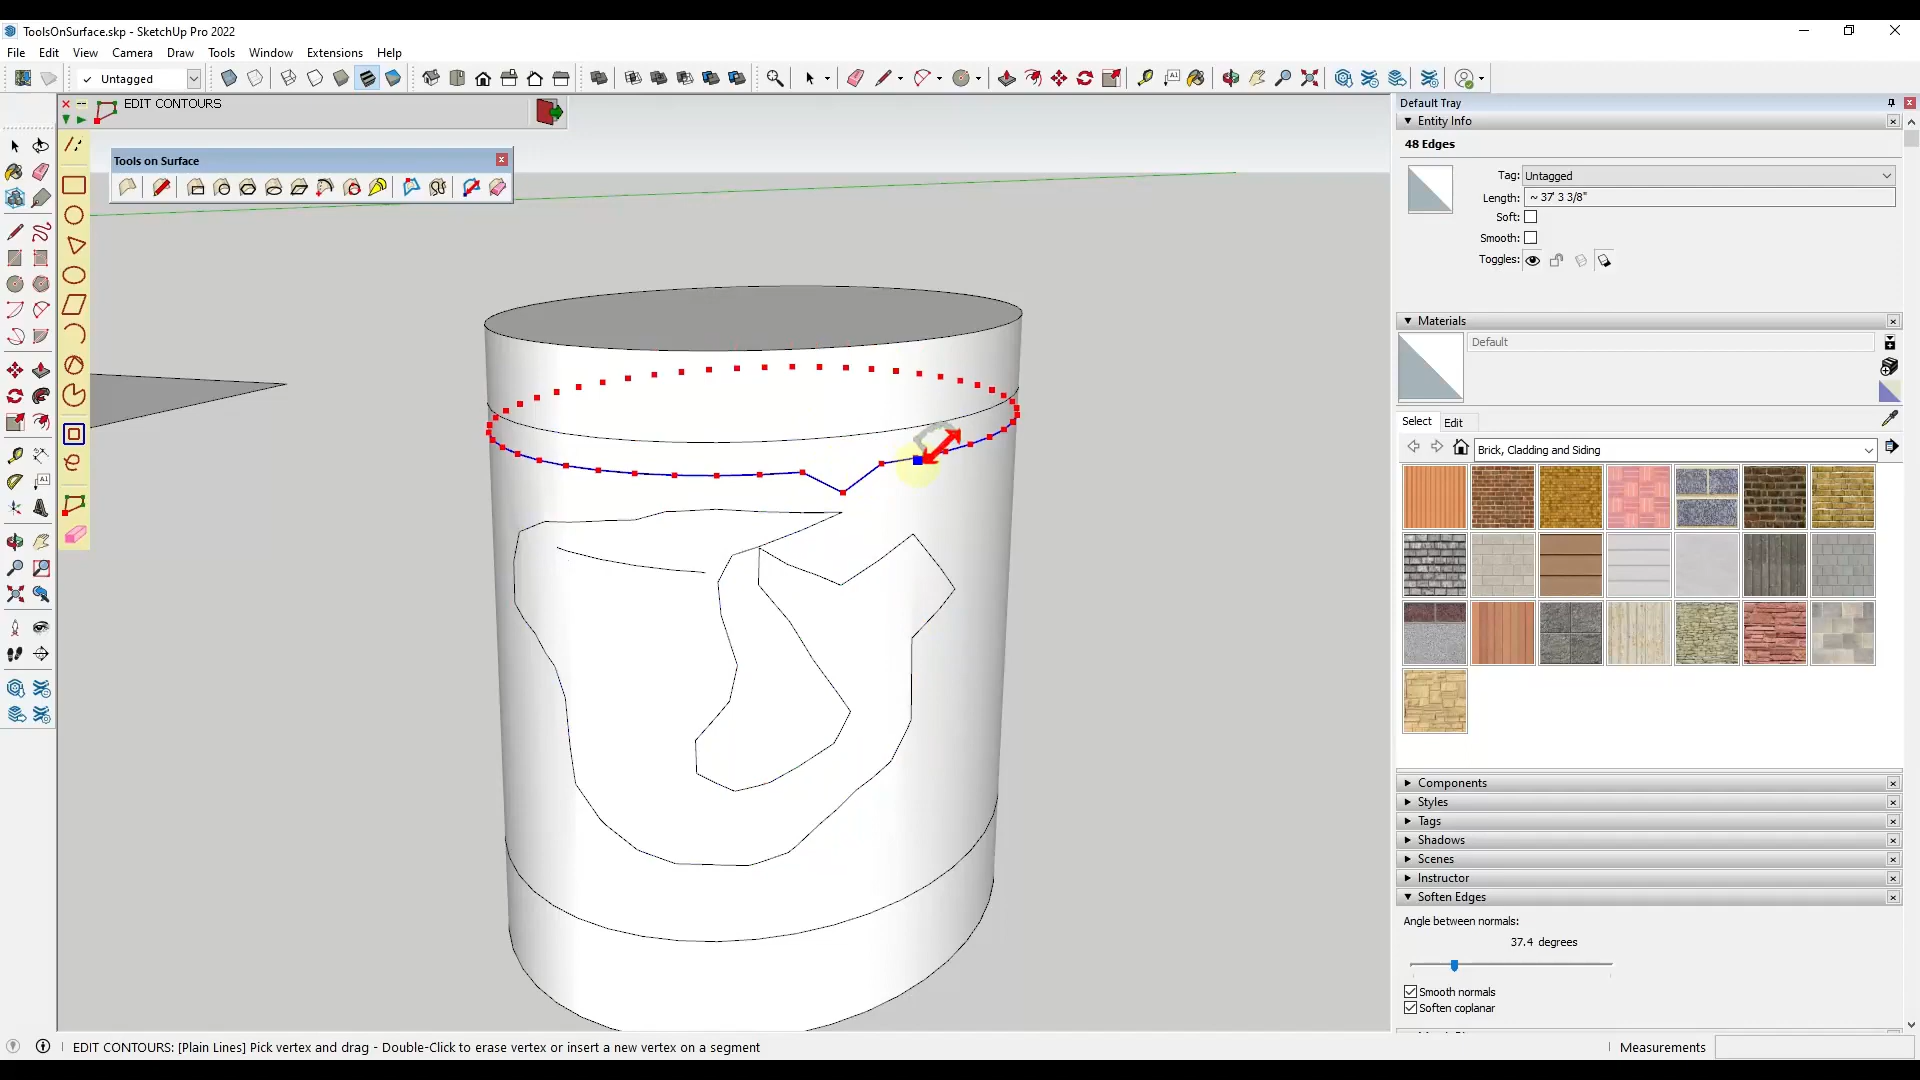 ToolsOnSurface.skp - SketchUp Pro 2022
File Edit View Camera Draw Tools Window Extensions Help
Untagged
EDIT CONTOURS
Tools on Surface
Default Tray
Entity Info
48 Edges
Tag: Untagged
Length: ~ 37' 3 3/8"
Soft:
Smooth:
Toggles:
Materials
Default
Select Edit
Brick, Cladding and Siding
Components
Styles
Tags
Shadows
Scenes
Instructor
Soften Edges
Angle between normals:
37.4 degrees
Smooth normals
Soften coplanar
EDIT CONTOURS: [Plain Lines] Pick vertex and drag - Double-Click to erase vertex or insert a new vertex on a segment
Measurements